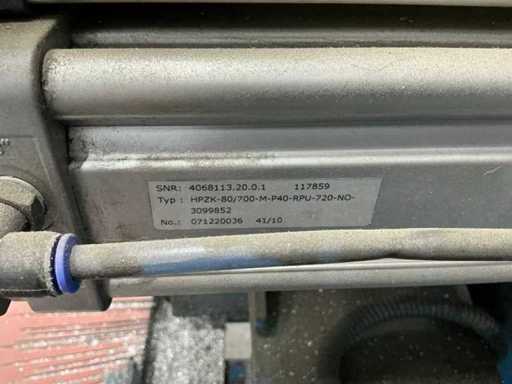 SNR: 4068113.20.0.1 117859
Typ : HPZK-80/700-M-P40-RPU-720-NO-
3099852
No.: 071220036 41/10